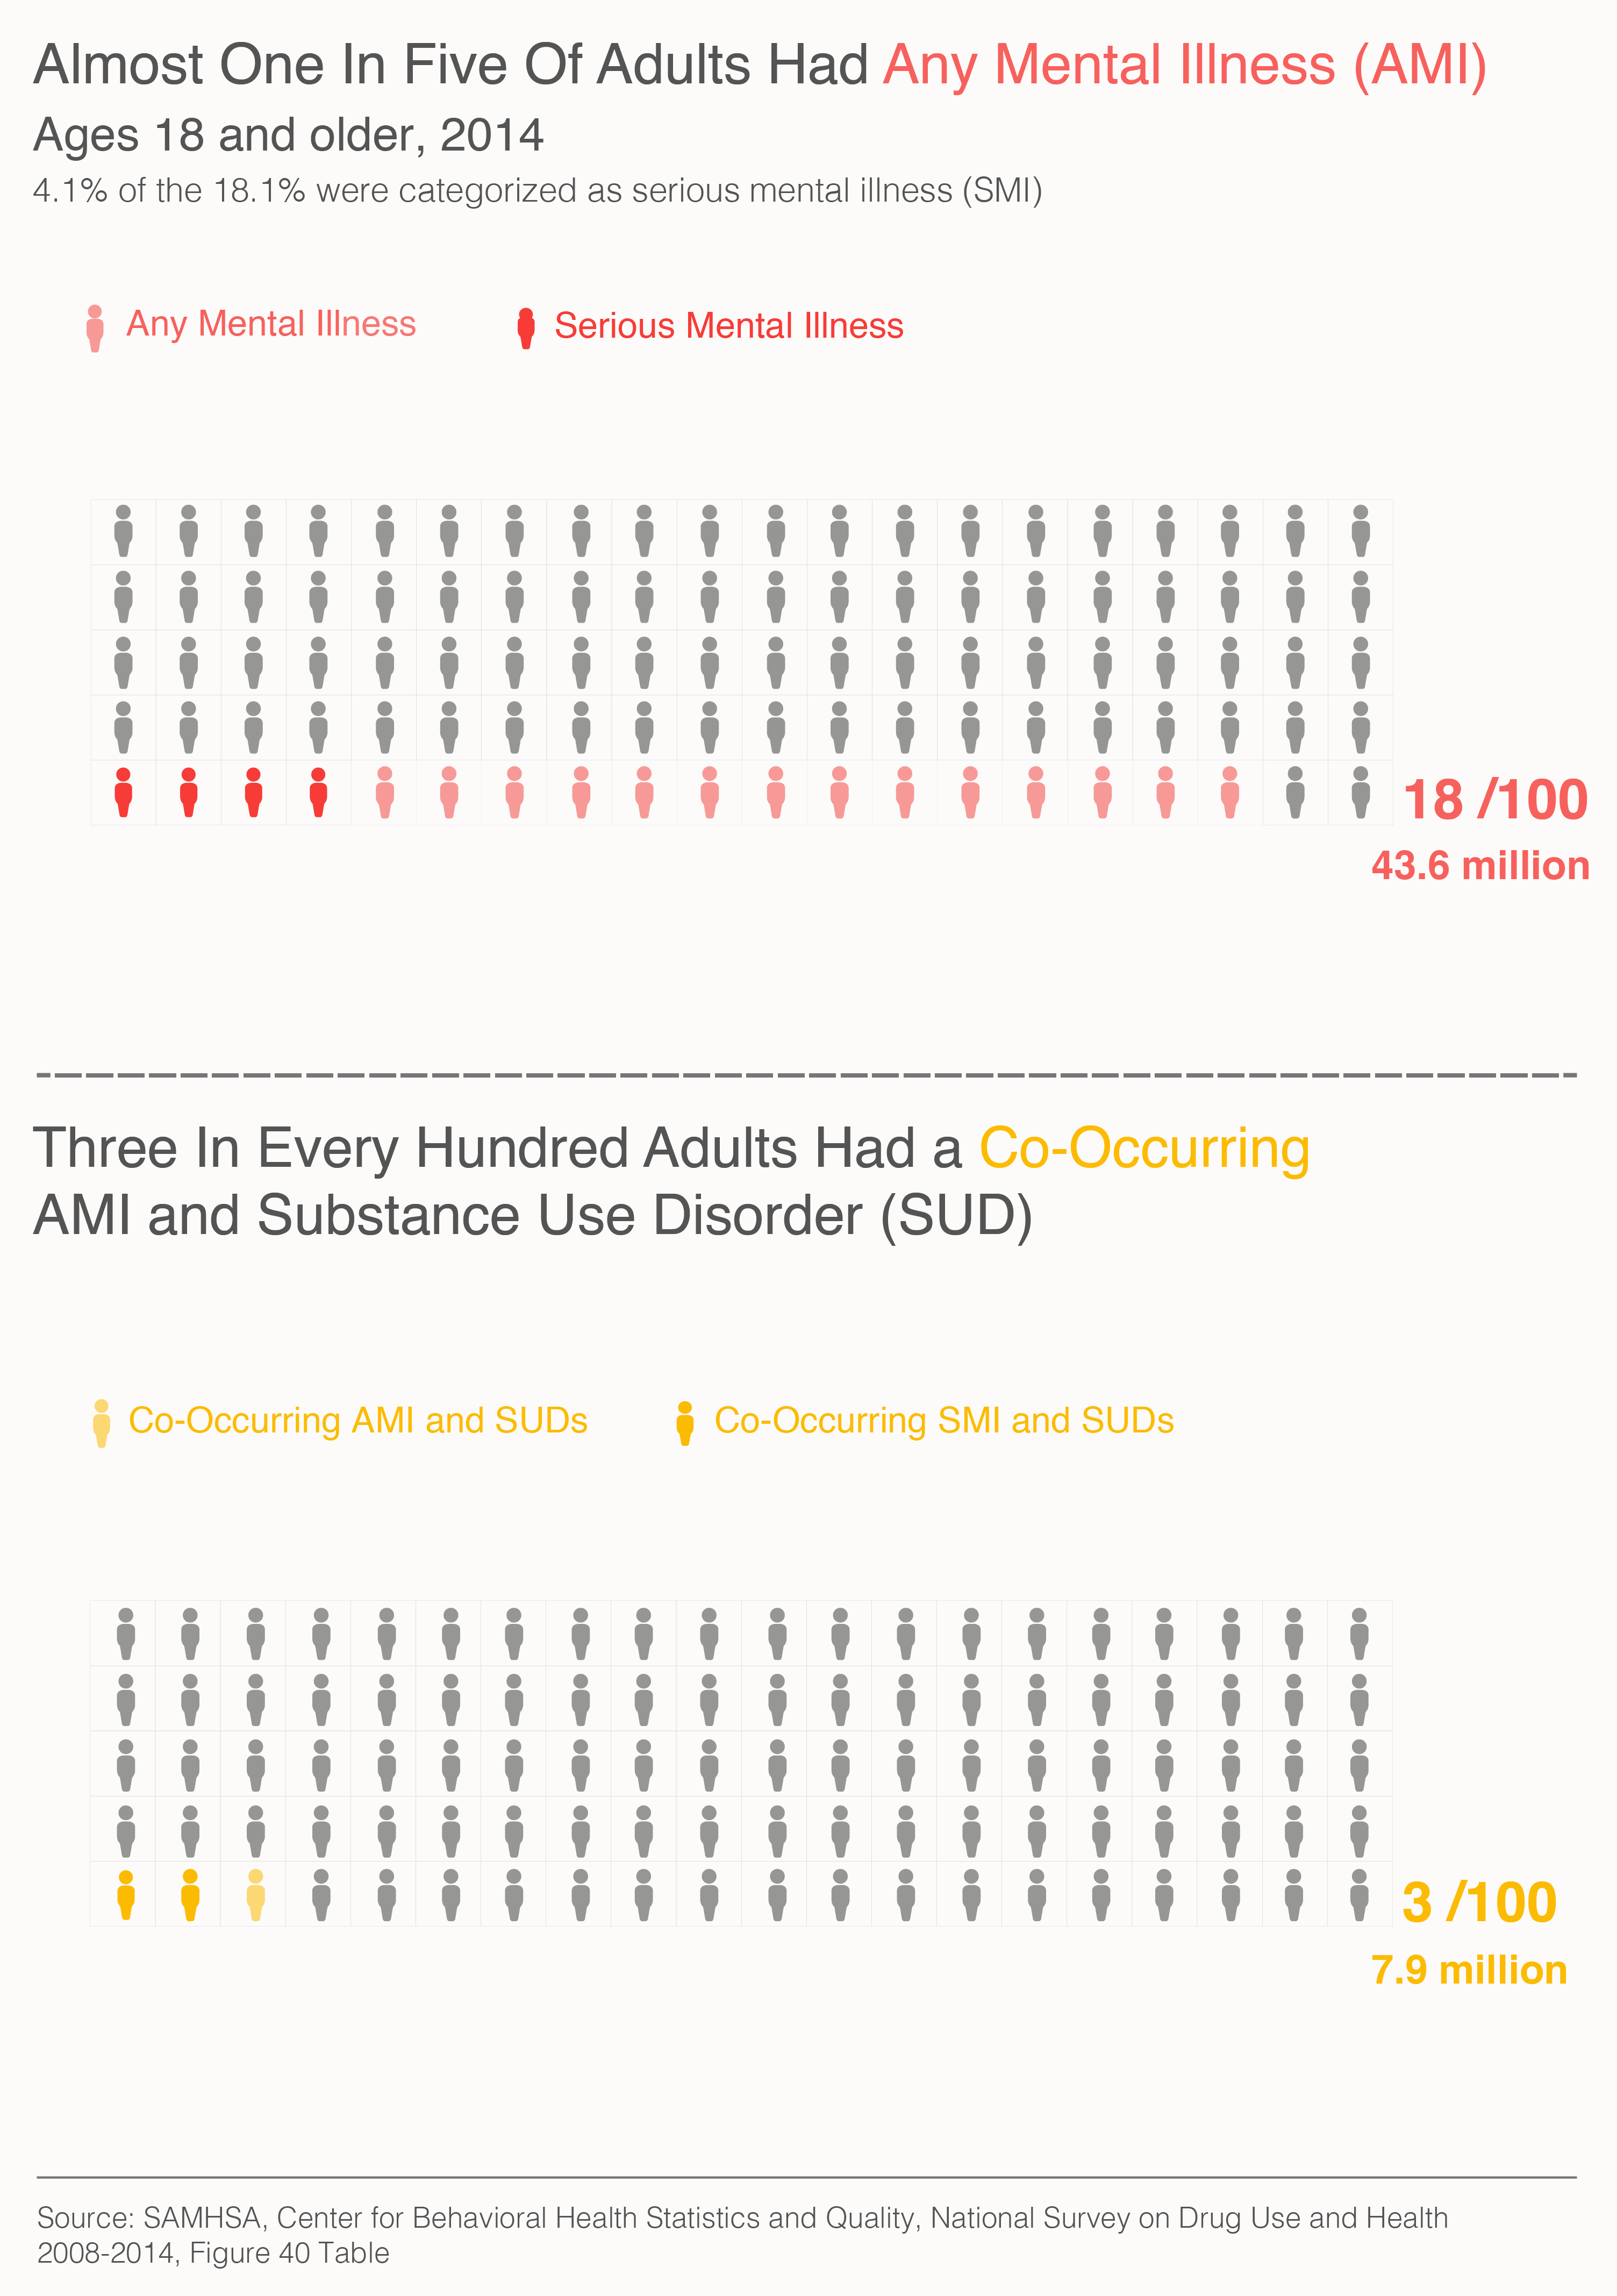 Almost One In Five Of Adults Had Any Mental Illness (AMI)
Ages 18 and older, 2014
4.1% of the 18.1% were categorized as serious mental illness (SMI)
Any Mental Illness
Serious Mental Illness
18 /100
43.6 million
Three In Every Hundred Adults Had a Co-Occurring
AMI and Substance Use Disorder (SUD)
Co-Occurring AMI and SUDs
Co-Occurring SMI and SUDs
3 /100
7.9 million
Source: SAMHSA, Center for Behavioral Health Statistics and Quality, National Survey on Drug Use and Health
2008-2014, Figure 40 Table